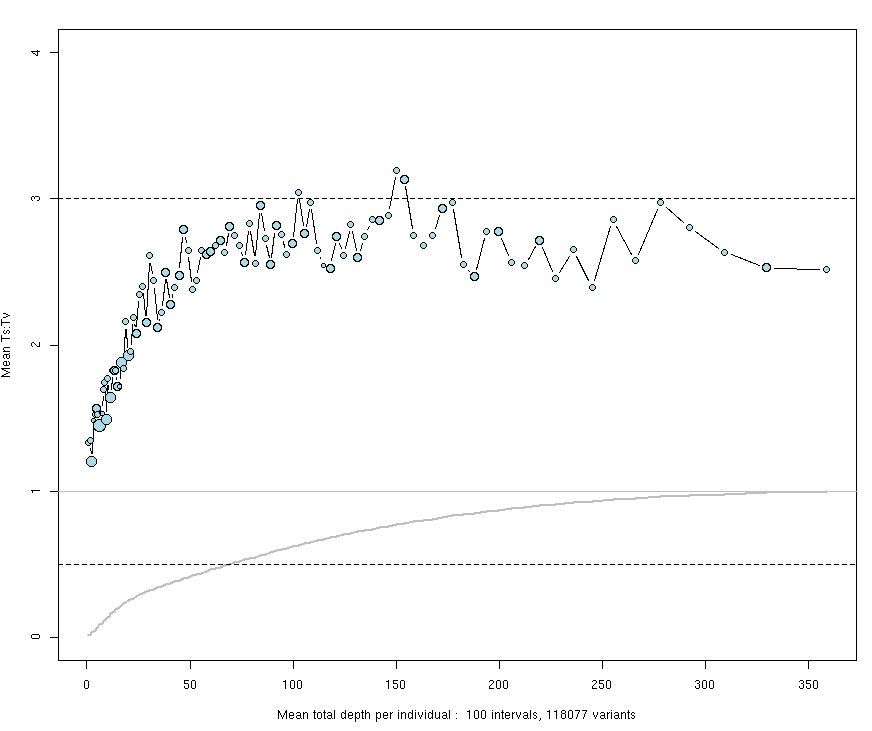 4
3
2
1
0
Mean Ts:Tv
0 50 100 150 200 250 300 350
Mean total depth per individual : 100 intervals, 118077 variants